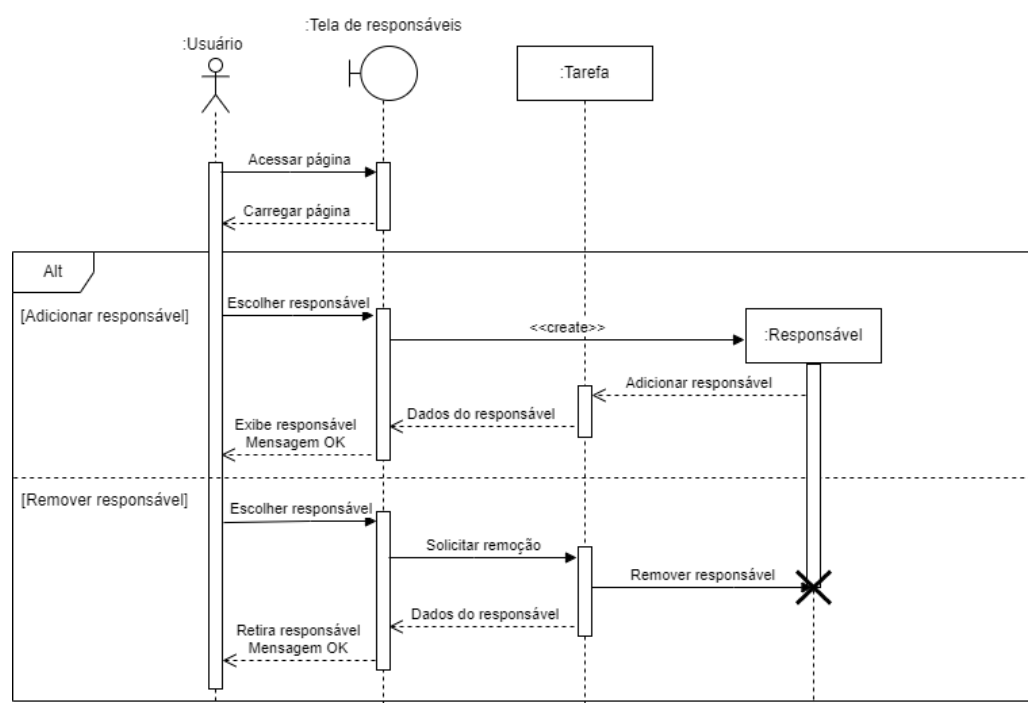 :Tela de responsáveis
:Usuário
:Tarefa
Acessar página
Carregar página
Alt
[Adicionar responsável]
Escolher responsável
<<create>>
:Responsável
Adicionar responsável
Dados do responsável
Exibe responsável
Mensagem OK
[Remover responsável]
Escolher responsável
Solicitar remoção
Remover responsável
Dados do responsável
Retira responsável
Mensagem OK